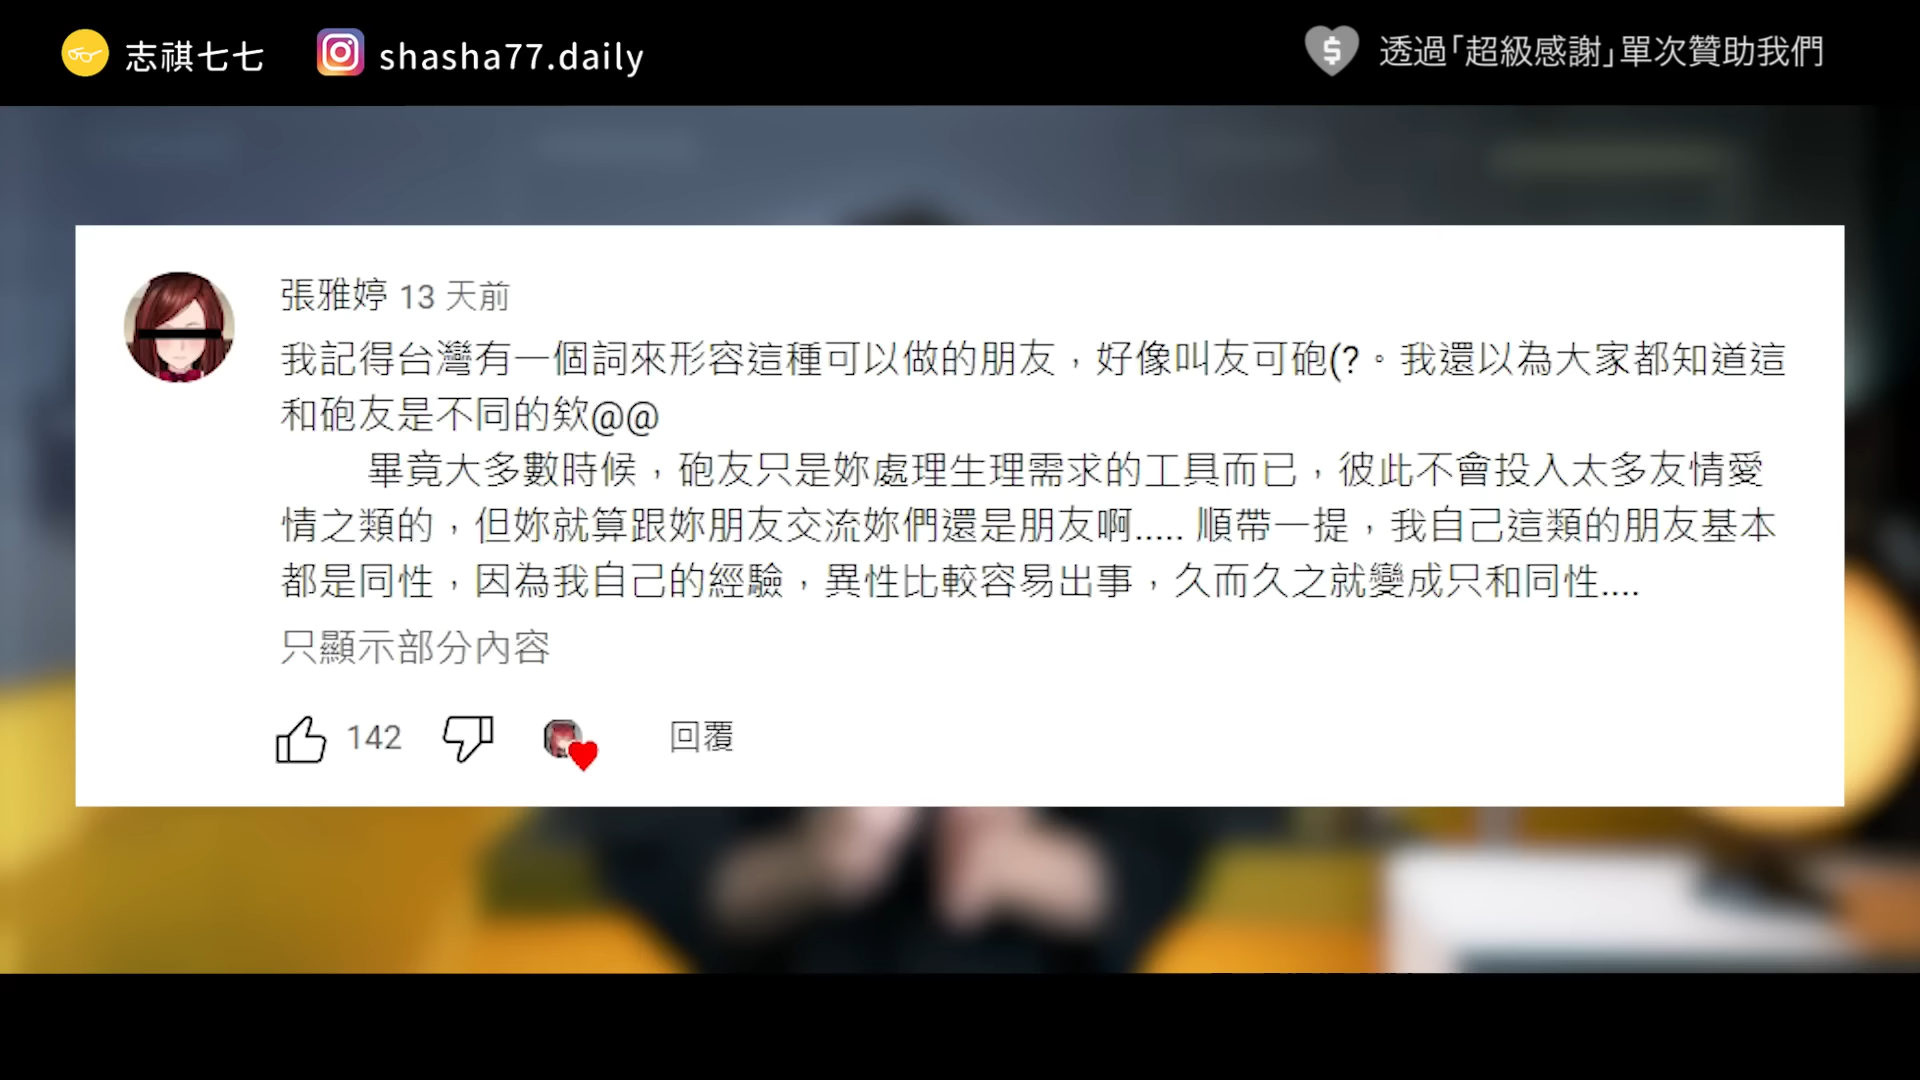 志祺七七
shasha77.daily
透過「超級感謝」單次贊助我們
張雅婷 13 天前
我記得台灣有一個詞來形容這種可以做的朋友，好像叫友可砲(?。我還以為大家都知道這
和砲友是不同的欸@@
畢竟大多數時候，砲友只是妳處理生理需求的工具而已，彼此不會投入太多友情愛
情之類的，但妳就算跟妳朋友交流妳們還是朋友啊..... 順帶一提，我自己這類的朋友基本
都是同性，因為我自己的經驗，異性比較容易出事，久而久之就變成只和同性....
只顯示部分內容
142
回覆